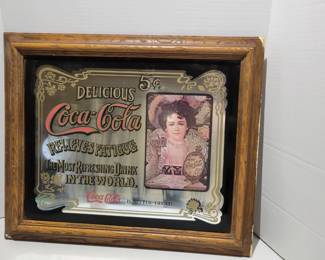 DELICIOUS 5¢
Coca-Cola
RELIEVES FATIGUE
THE MOST REFRESHING DRINK
IN THE WORLD.
Coca-Cola